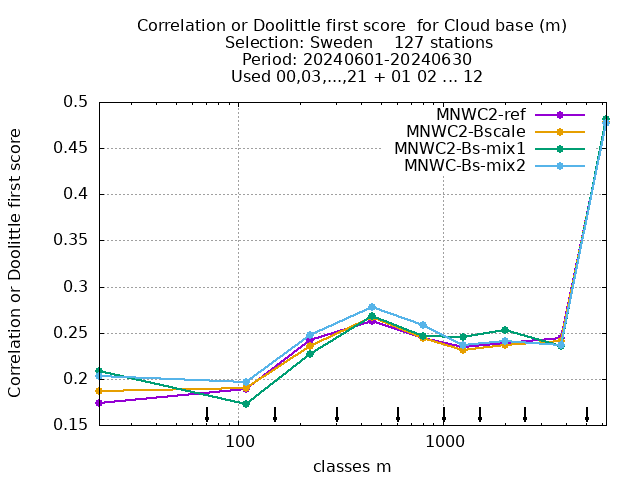 Correlation or Doolittle first score  for Cloud base (m)
Selection: Sweden    127 stations
Period: 20240601-20240630
Used 00,03,...,21 + 01 02 ... 12
Correlation or Doolittle first score
0.5
0.45
0.4
0.35
0.3
0.25
0.2
0.15
MNWC2-ref
MNWC2-Bscale
MNWC2-Bs-mix1
MNWC-Bs-mix2
100
1000
classes m